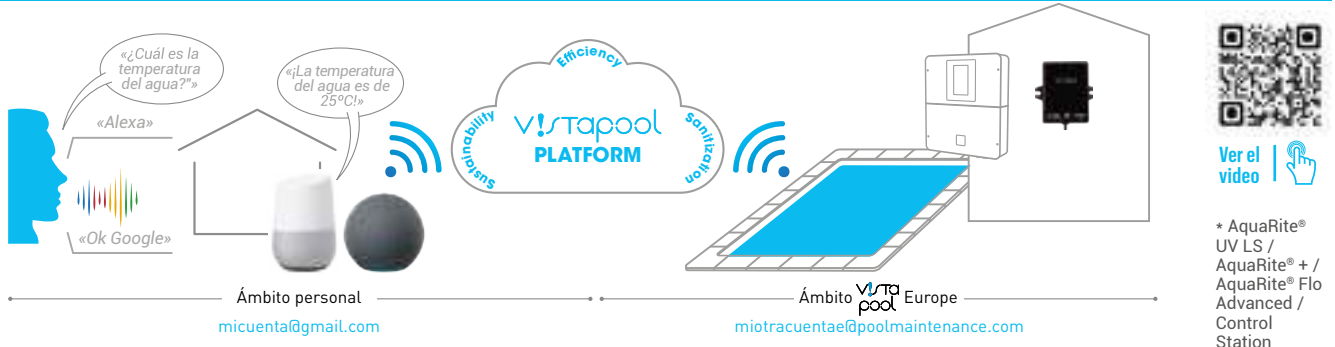 «¿Cuál es la
temperatura
del agua?"»
«Alexa»
«Ok Google»
«¡La temperatura
del agua es de
25ºC!»
Efficiency
Sustainability
Sanitization
V!STAPOOL
PLATFORM
Ámbito personal
micuenta@gmail.com
Ámbito V!STA POOL Europe
miotracuentae@poolmaintenance.com
Ver el
video
* AquaRite®
UV LS /
AquaRite® + /
AquaRite® Flo
Advanced /
Control
Station